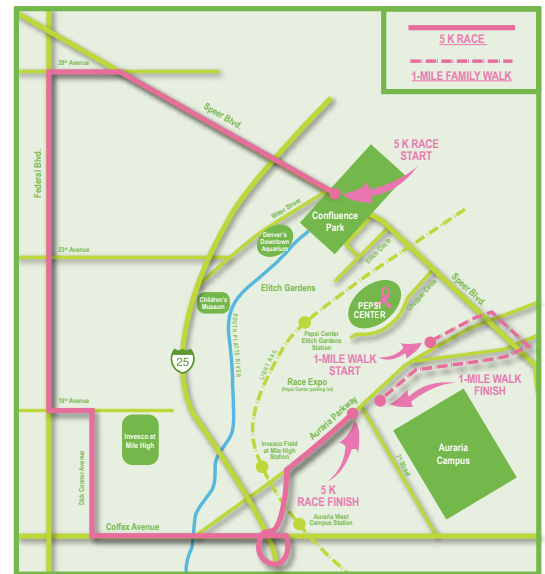 5 K RACE
1-MILE FAMILY WALK
29th Avenue
Speer Blvd.
Federal Blvd.
5 K RACE
START
Water Street
Confluence
Park
Denver's
Downtown
Aquarium
23rd Avenue
Elitch Circle
Elitch Gardens
Speer Blvd.
Chopper Circle
Children's
Museum
PEPSI
CENTER
SOUTH PLATTE RIVER
Pepsi Center
Elitch Gardens
Station
LIGHT RAIL
25
1-MILE WALK
START
Race Expo
(Pepsi Center parking lot)
1-MILE WALK
FINISH
18th Avenue
Auraria Parkway
Invesco at
Mile High
Invesco Field
at Mile High
Station
Auraria
Campus
7th Street
Dick Connor Avenue
5 K
RACE FINISH
Auraria West
Campus Station
Colfax Avenue